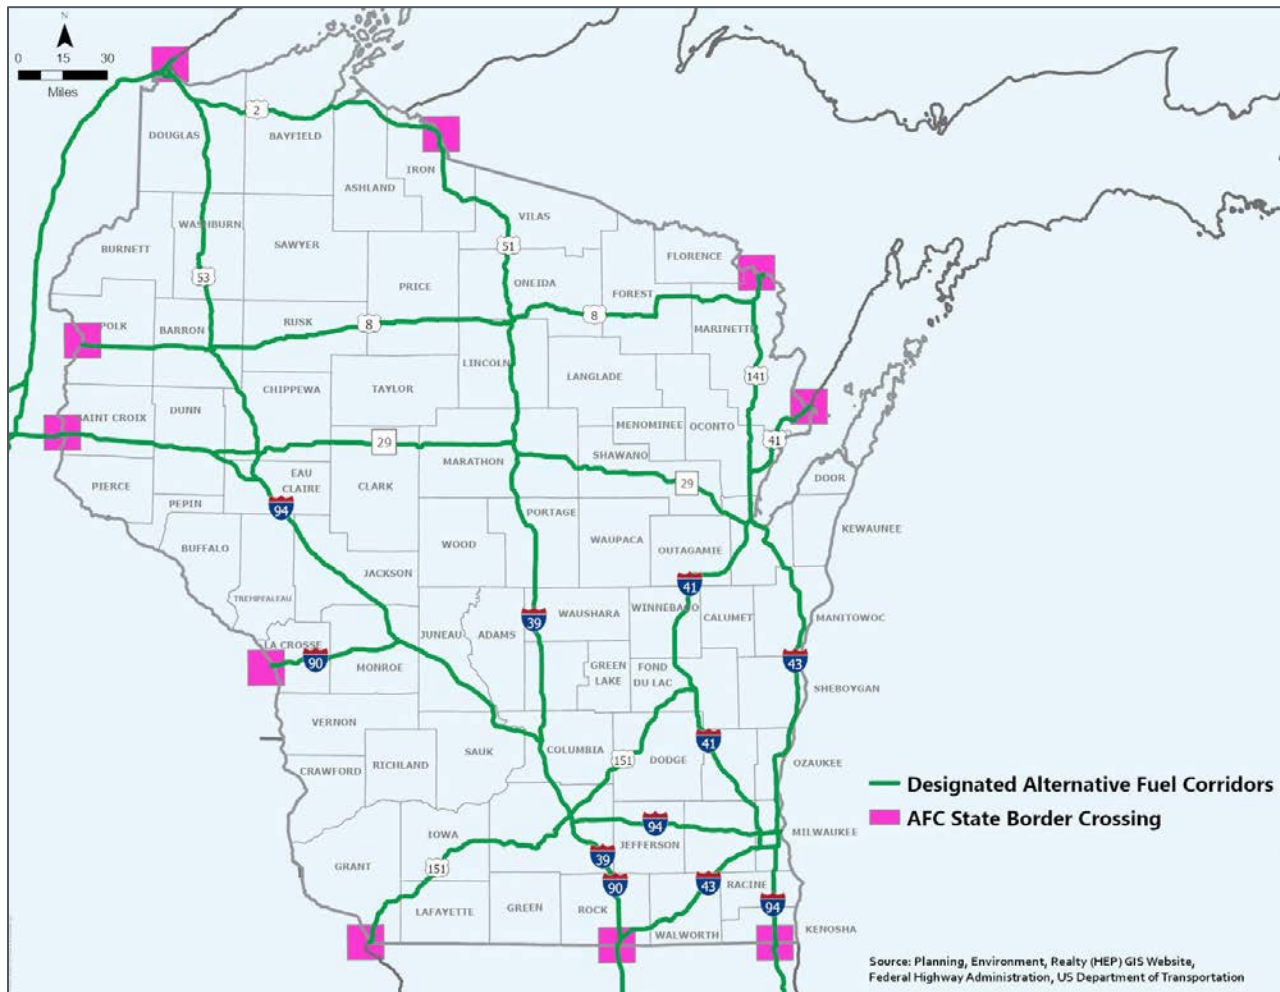 N
0 15 30
Miles
2
DOUGLAS
BAYFIELD
IRON
ASHLAND
VILAS
WASHBURN
BURNETT
SAWYER
51
FLORENCE
53
PRICE
ONEIDA
FOREST
8
8
RUSK
POLK
BARRON
MARINETTE
LINCOLN
141
LANGLADE
CHIPPEWA
TAYLOR
SAINT CROIX
DUNN
MENOMINEE
OCONTO
41
29
MARATHON
SHAWANO
EAU
CLAIRE
CLARK
29
DOOR
PIERCE
PEPIN
94
PORTAGE
KEWAUNEE
BUFFALO
WOOD
WAUPACA
OUTAGAMIE
JACKSON
41
TREMPEALEAU
WAUSHARA
WINNEBAGO
CALUMET
MANITOWOC
39
JUNEAU
ADAMS
LA CROSSE
90
MONROE
GREEN
LAKE
FOND
DU LAC
43
SHEBOYGAN
VERNON
41
SAUK
COLUMBIA
151
DODGE
OZAUKEE
CRAWFORD
RICHLAND
Designated Alternative Fuel Corridors
AFC State Border Crossing
IOWA
94
MILWAUKEE
JEFFERSON
39
GRANT
151
90
43
RACINE
LAFAYETTE
GREEN
ROCK
94
WALWORTH
KENOSHA
Source: Planning, Environment, Realty (HEP) GIS Website,
Federal Highway Administration, US Department of Transportation